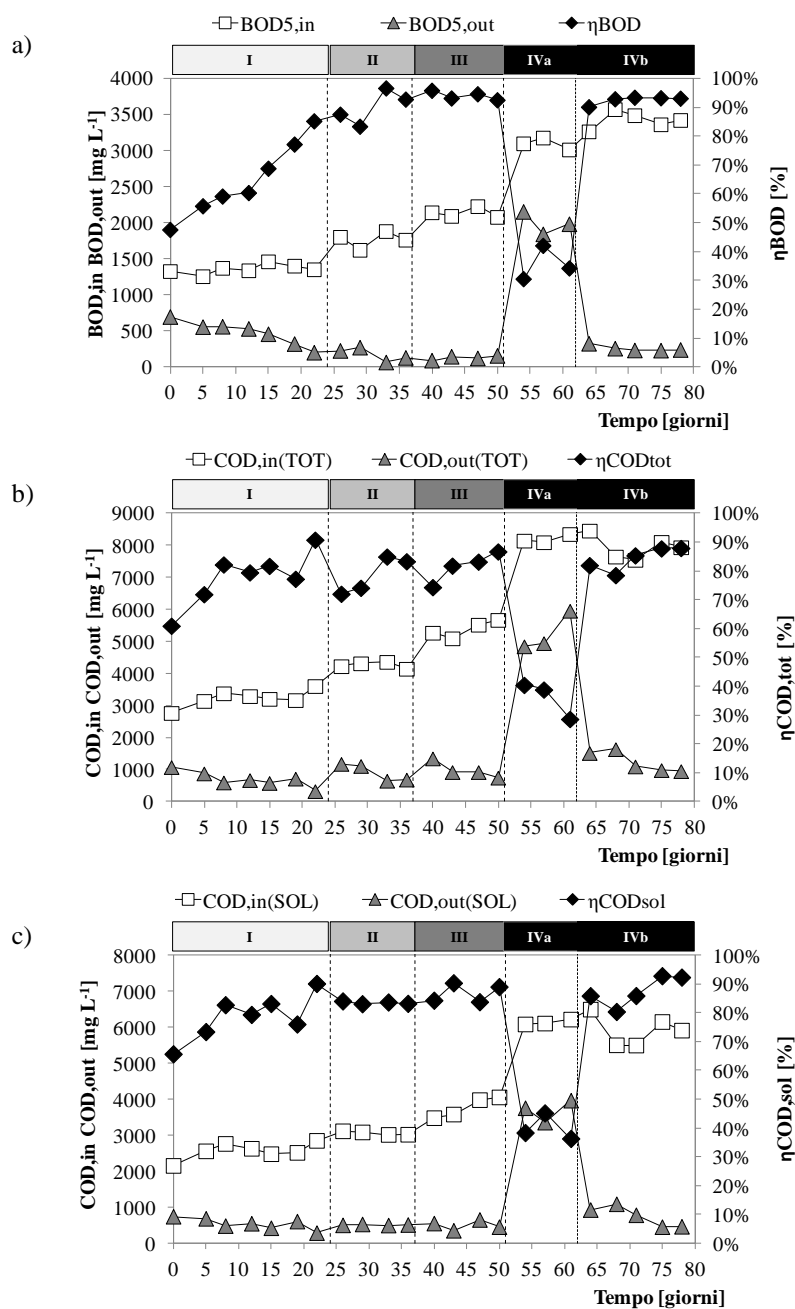 BOD5,in BOD5,out ηBOD
a)
I II III IVa IVb
4000 100%
3500 90%
3000 80%
2500 70%
2000 60%
1500 50%
1000 40%
500 30%
0 20%
10%
0%
BOD,in BOD,out [mg L-1]
ηBOD [%]
0 5 10 15 20 25 30 35 40 45 50 55 60 65 70 75 80
Tempo [giorni]
COD,in(TOT) COD,out(TOT) ηCODtot
b)
I II III IVa IVb
9000 100%
8000 90%
7000 80%
6000 70%
5000 60%
4000 50%
3000 40%
2000 30%
1000 20%
0 10%
0%
COD,in COD,out [mg L-1]
ηCOD,tot [%]
0 5 10 15 20 25 30 35 40 45 50 55 60 65 70 75 80
Tempo [giorni]
COD,in(SOL) COD,out(SOL) ηCODsol
c)
I II III IVa IVb
8000 100%
7000 90%
6000 80%
5000 70%
4000 60%
3000 50%
2000 40%
1000 30%
0 20%
10%
0%
COD,in COD,out [mg L-1]
ηCOD,sol [%]
0 5 10 15 20 25 30 35 40 45 50 55 60 65 70 75 80
Tempo [giorni]